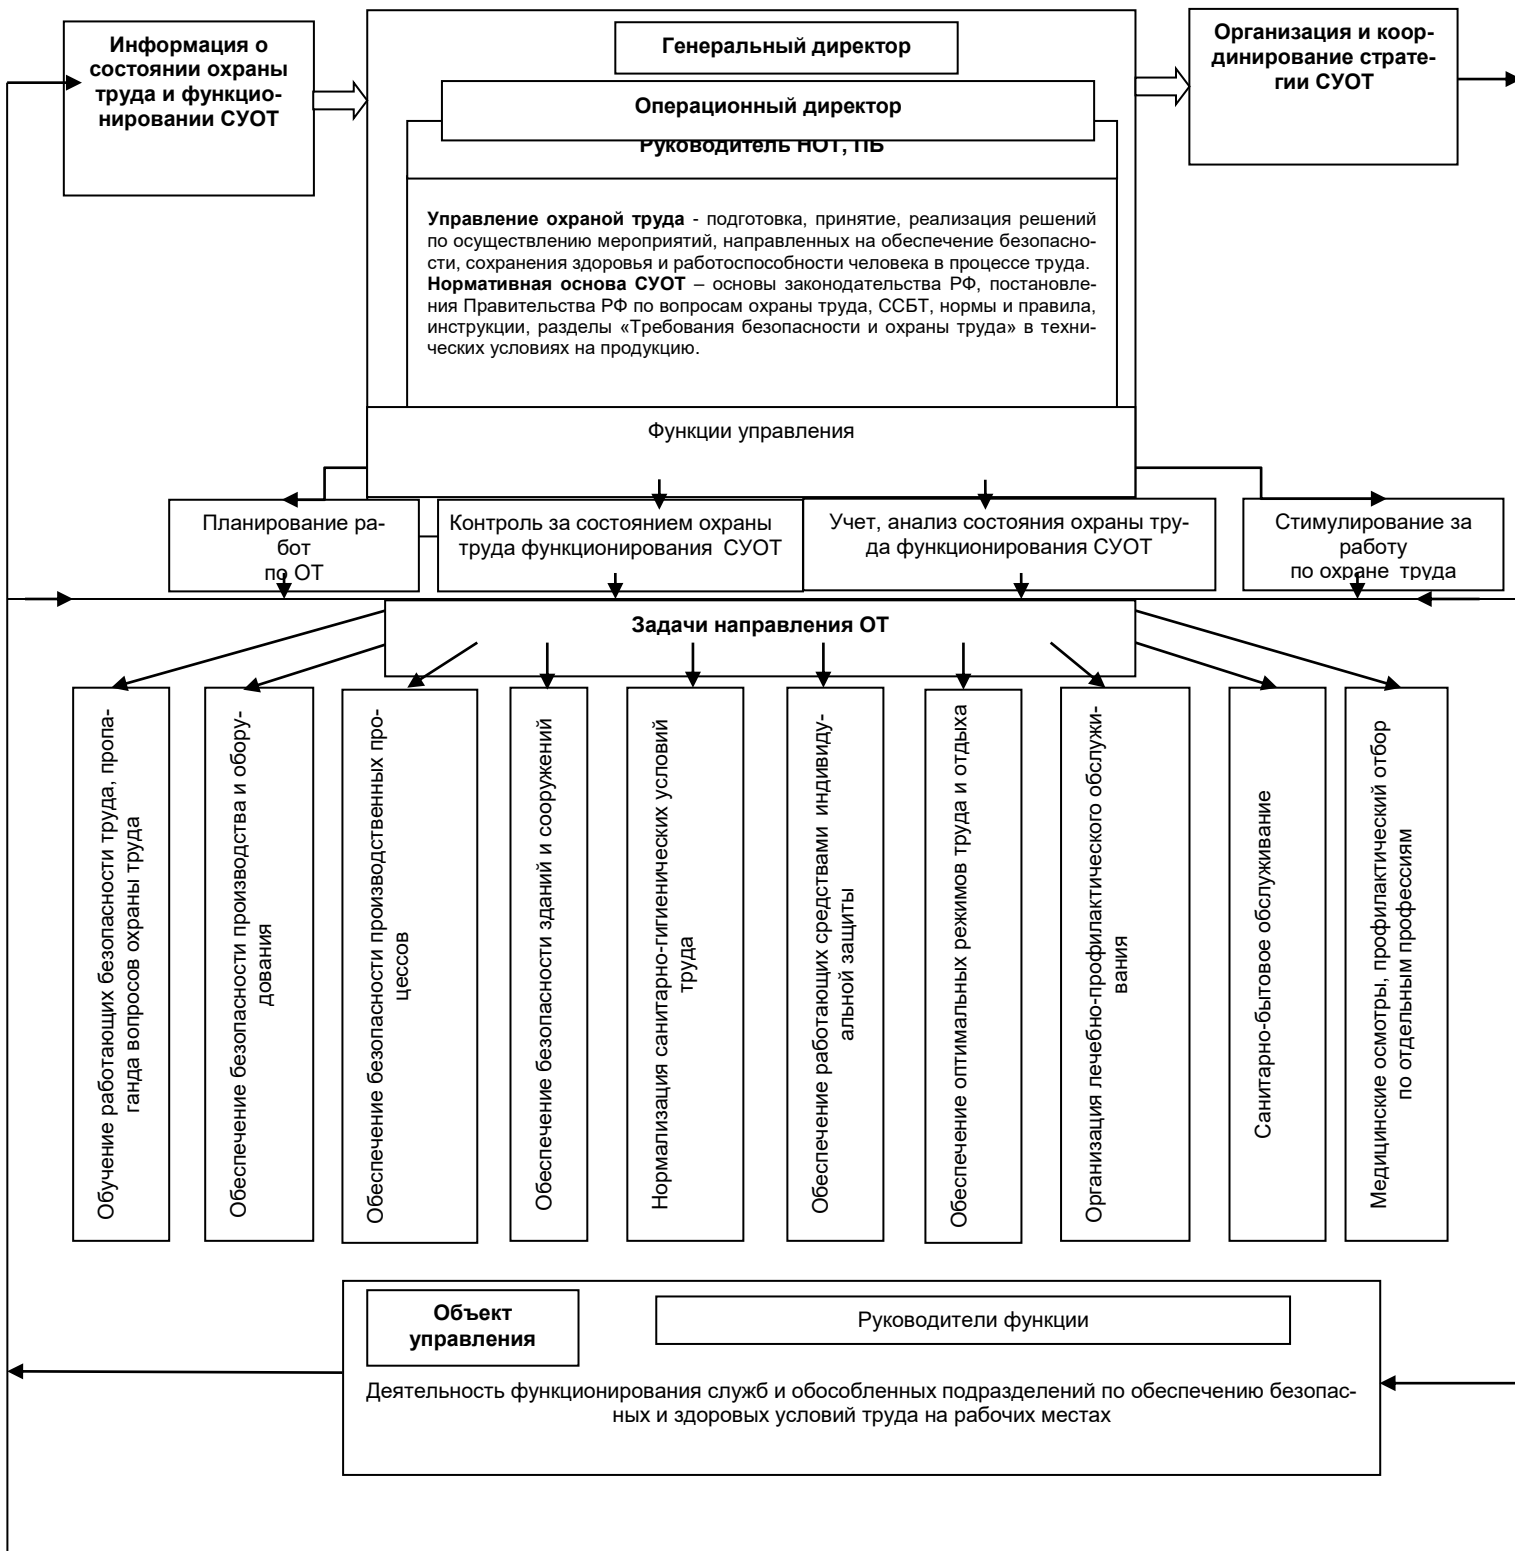 Информация о
состоянии охраны
труда и функцио-
нировании СУОТ
Генеральный директор
Операционный директор
Руководитель НОТ, ПБ
Организация и коор-
динирование страте-
гии СУОТ
Управление охраной труда - подготовка, принятие, реализация решений
по осуществлению мероприятий, направленных на обеспечение безопасно-
сти, сохранения здоровья и работоспособности человека в процессе труда.
Нормативная основа СУОТ – основы законодательства РФ, постановле-
ния Правительства РФ по вопросам охраны труда, ССБТ, нормы и правила,
инструкции, разделы «Требования безопасности и охраны труда» в техни-
ческих условиях на продукцию.
Функции управления
Планирование ра-
бот
по ОТ
Контроль за состоянием охраны
труда функционирования СУОТ
Учет, анализ состояния охраны тру-
да функционирования СУОТ
Стимулирование за
работу
по охране труда
Задачи направления ОТ
Обучение работающих безопасности труда, пропа-
ганда вопросов охраны труда
Обеспечение безопасности производства и обору-
дования
Обеспечение безопасности производственных про-
цессов
Обеспечение безопасности зданий и сооружений
Нормализация санитарно-гигиенических условий
труда
Обеспечение работающих средствами индивиду-
альной защиты
Обеспечение оптимальных режимов труда и отдыха
Организация лечебно-профилактического обслужи-
вания
Санитарно-бытовое обслуживание
Медицинские осмотры, профилактический отбор
по отдельным профессиям
Объект
управления
Руководители функции
Деятельность функционирования служб и обособленных подразделений по обеспечению безопас-
ных и здоровых условий труда на рабочих местах